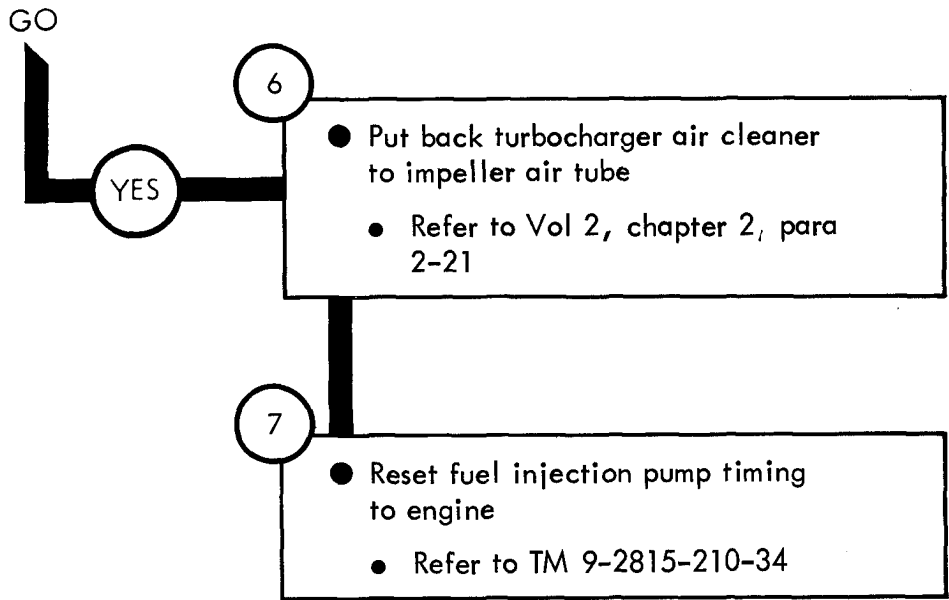 GO
6
● Put back turbocharger air cleaner
to impeller air tube
● Refer to Vol 2, chapter 2, para
2-21
YES
7
● Reset fuel injection pump timing
to engine
● Refer to TM 9-2815-210-34